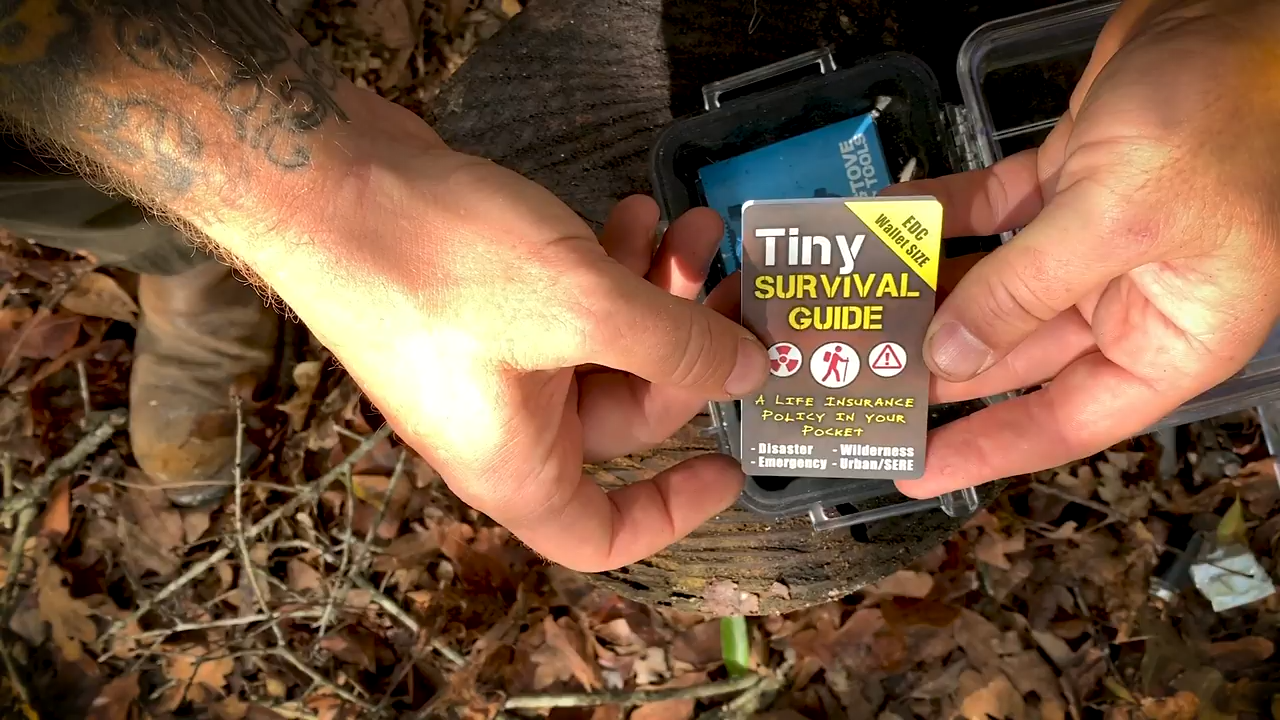 EDC
Wallet SIZE
Tiny
SURVIVAL
GUIDE
A LIFE INSURANCE
POLICY IN YOUR
POCKET
- Disaster - Wilderness
- Emergency - Urban/SERE
STOVE
TOOLS